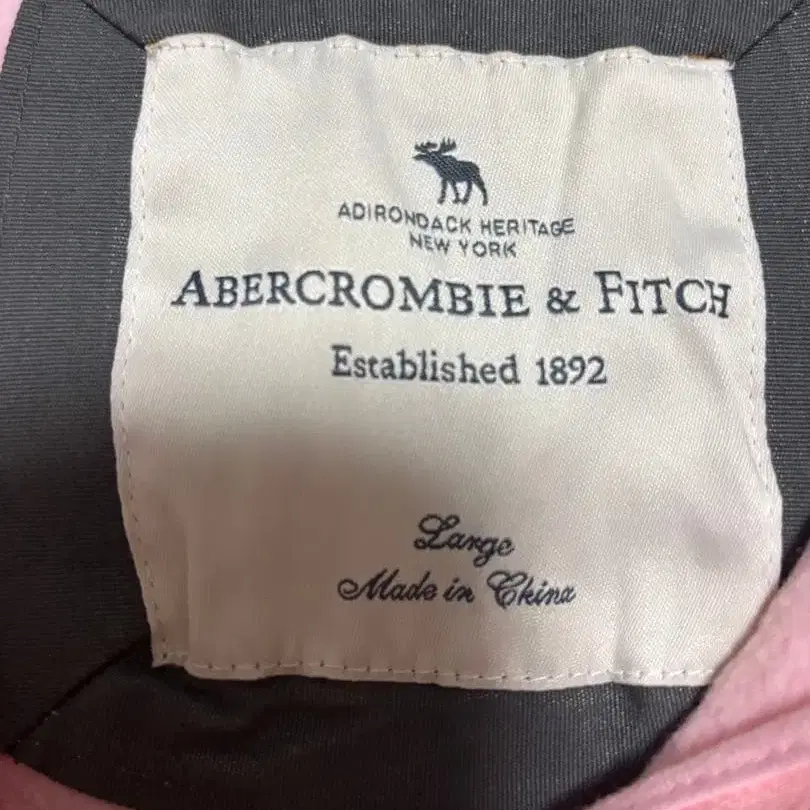 ADIRONDACK HERITAGE
NEW YORK
ABERCROMBIE & FITCH
Established 1892
Large
Made in China